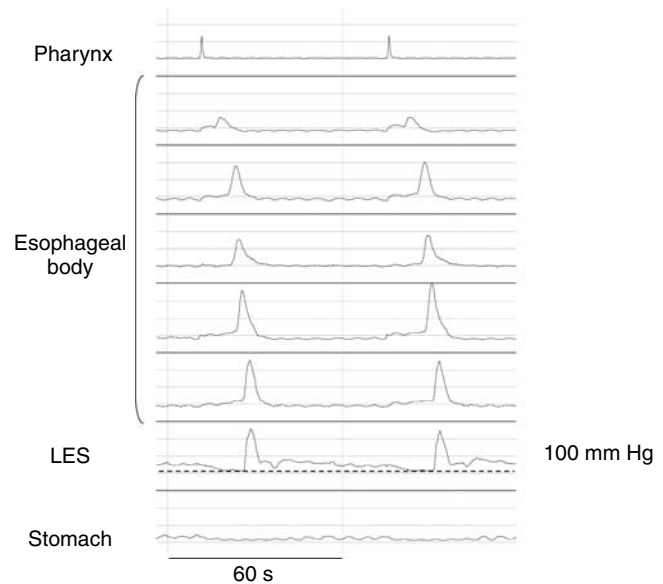 Pharynx
Esophageal
body
LES
100 mm Hg
Stomach
60 s